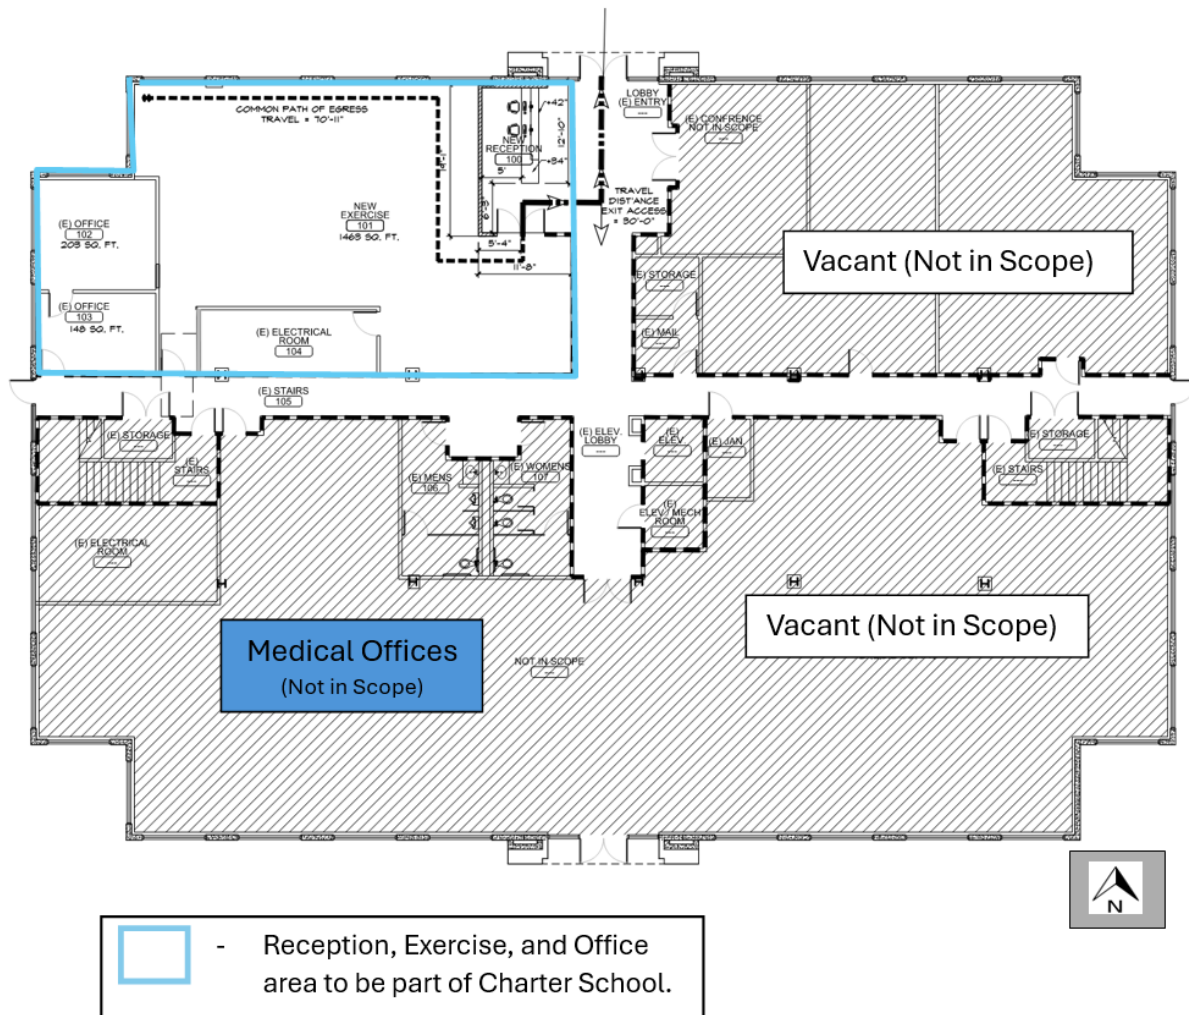 COMMON PATH OF EGRESS
TRAVEL = 70'-11"
NEW
RECEPTION
100
42"
12'-10"
34"
5'
6'-3"
5'-4"
11'-8"
LOBBY
(E) ENTRY
---
(E) CONFRENCE
NOT IN SCOPE
---
TRAVEL
DISTANCE
EXIT ACCESS
= 30'-0"
NEW
EXERCISE
101
1463 SQ. FT.
(E) OFFICE
102
203 SQ. FT.
(E) OFFICE
103
148 SQ. FT.
(E) ELECTRICAL
ROOM
104
Vacant (Not in Scope)
(E) STORAGE
---
(E) MAIL
---
(E) STAIRS
105
(E) STORAGE
---
(E)
STAIRS
---
(E) MENS
106
(E) WOMENS
107
(E) ELEV.
LOBBY
---
(E)
ELEV
---
(E) JAN
---
(E)
ELEV / MECH
ROOM
---
(E) STORAGE
---
(E) STAIRS
---
(E) ELECTRICAL
ROOM
---
H
H
H
Medical Offices
(Not in Scope)
NOT IN SCOPE
---
Vacant (Not in Scope)
N
- Reception, Exercise, and Office
area to be part of Charter School.